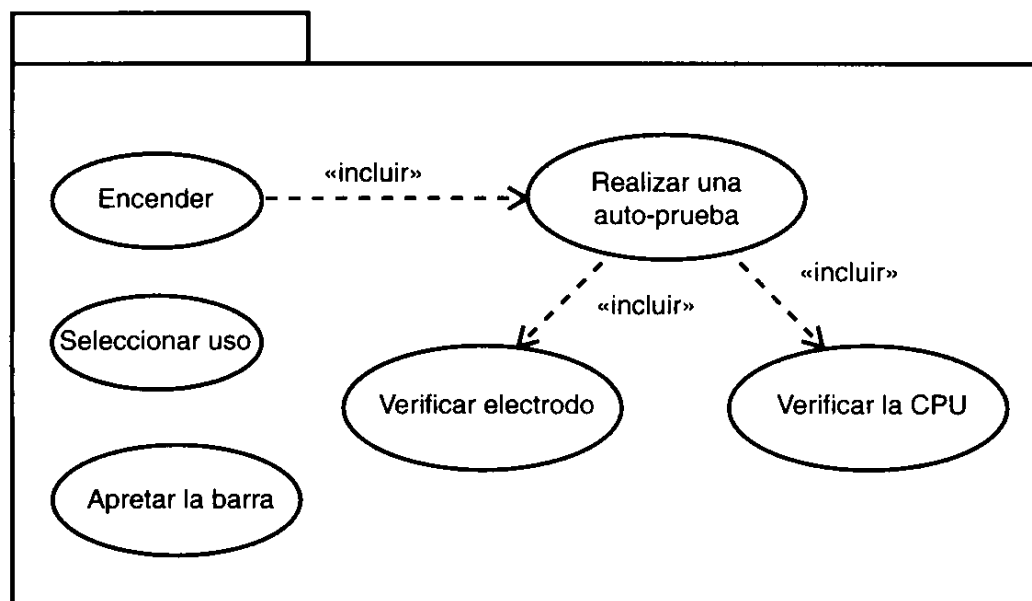 «incluir»
Encender
Realizar una
auto-prueba
«incluir»
«incluir»
Seleccionar uso
Verificar electrodo
Verificar la CPU
Apretar la barra